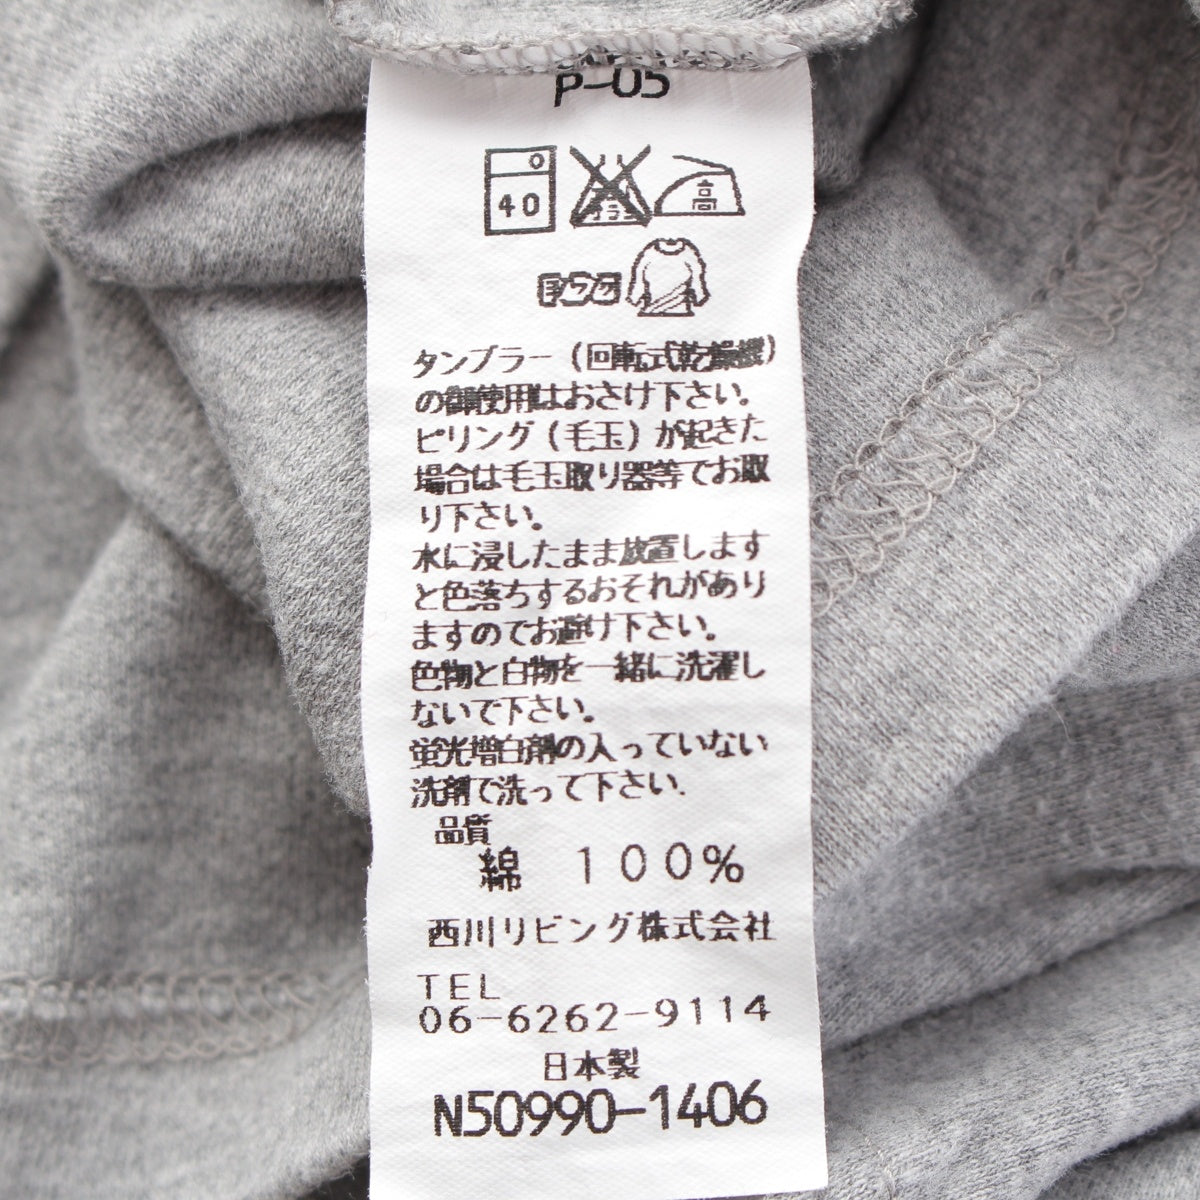 P-05
40
高
タンブラー(回転式乾燥機)
の御使用はおさけ下さい。
ピリング(毛玉)が起きた
場合は毛玉取り器等でお取
り下さい。
水に浸したまま放置します
と色落ちするおそれがあり
ますのでお避け下さい。
色物と白物を一緒に洗濯し
ないで下さい。
蛍光増白剤の入っていない
洗剤で洗って下さい.
品質
綿 100%
西川リビング株式会社
TEL
06-6262-9114
日本製
N50990-1406